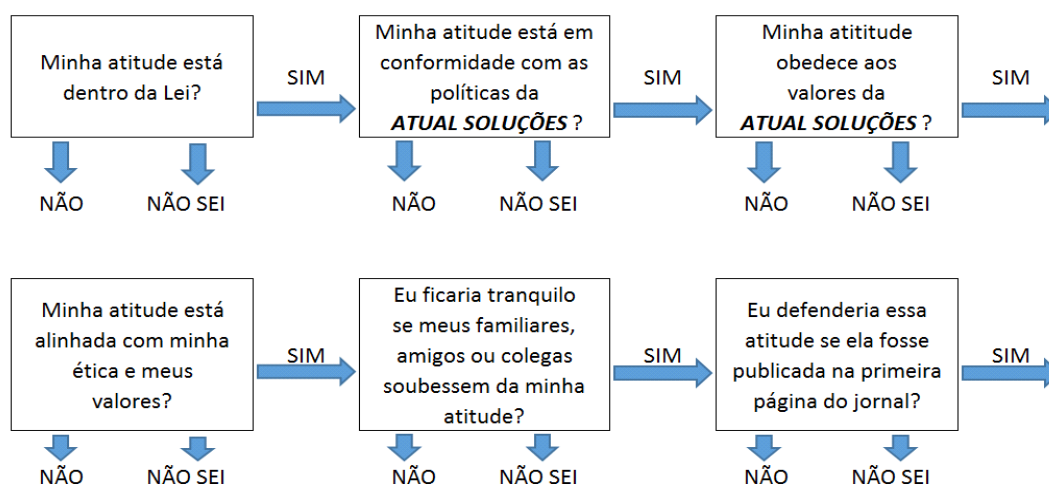 Minha atitude está
dentro da Lei?
SIM
Minha atitude está em
conformidade com as
políticas da
ATUAL SOLUÇÕES ?
SIM
Minha atititude
obedece aos
valores da
ATUAL SOLUÇÕES ?
SIM
NÃO
NÃO SEI
NÃO
NÃO SEI
NÃO
NÃO SEI
Minha atitude está
alinhada com minha
ética e meus
valores?
SIM
Eu ficaria tranquilo
se meus familiares,
amigos ou colegas
soubessem da minha
atitude?
SIM
Eu defenderia essa
atitude se ela fosse
publicada na primeira
página do jornal?
SIM
NÃO
NÃO SEI
NÃO
NÃO SEI
NÃO
NÃO SEI